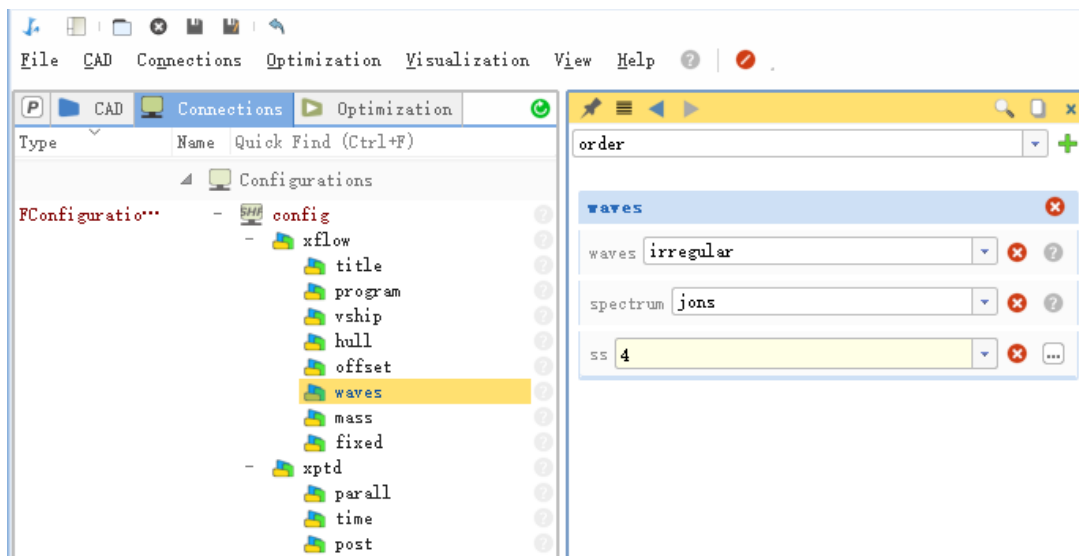 File CAD Connections Optimization Visualization View Help
P CAD Connections Optimization
Type Name Quick Find (Ctrl+F)
Configurations
FConfiguratio... config
xflow
title
program
vship
hull
offset
waves
mass
fixed
xptd
parall
time
post
order
waves
waves irregular
spectrum jons
ss 4